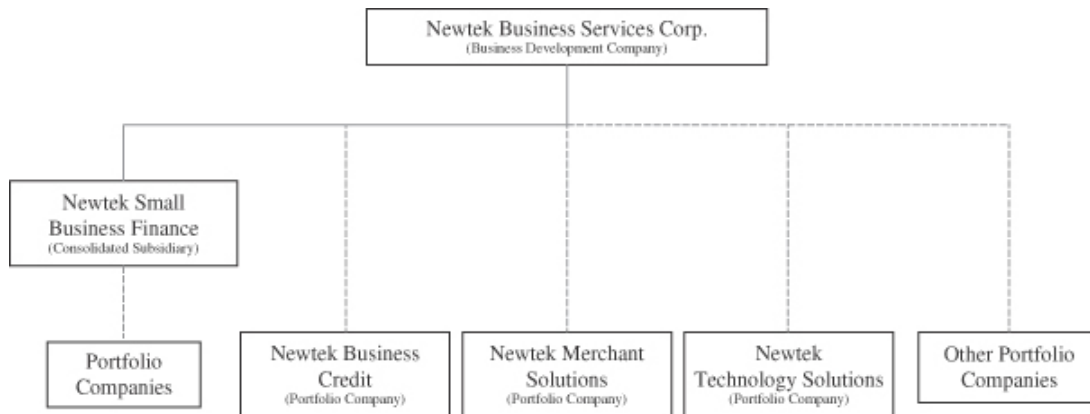 Newtek Business Services Corp.
(Business Development Company)
Newtek Small
Business Finance
(Consolidated Subsidiary)
Portfolio
Companies
Newtek Business
Credit
(Portfolio Company)
Newtek Merchant
Solutions
(Portfolio Company)
Newtek
Technology Solutions
(Portfolio Company)
Other Portfolio
Companies